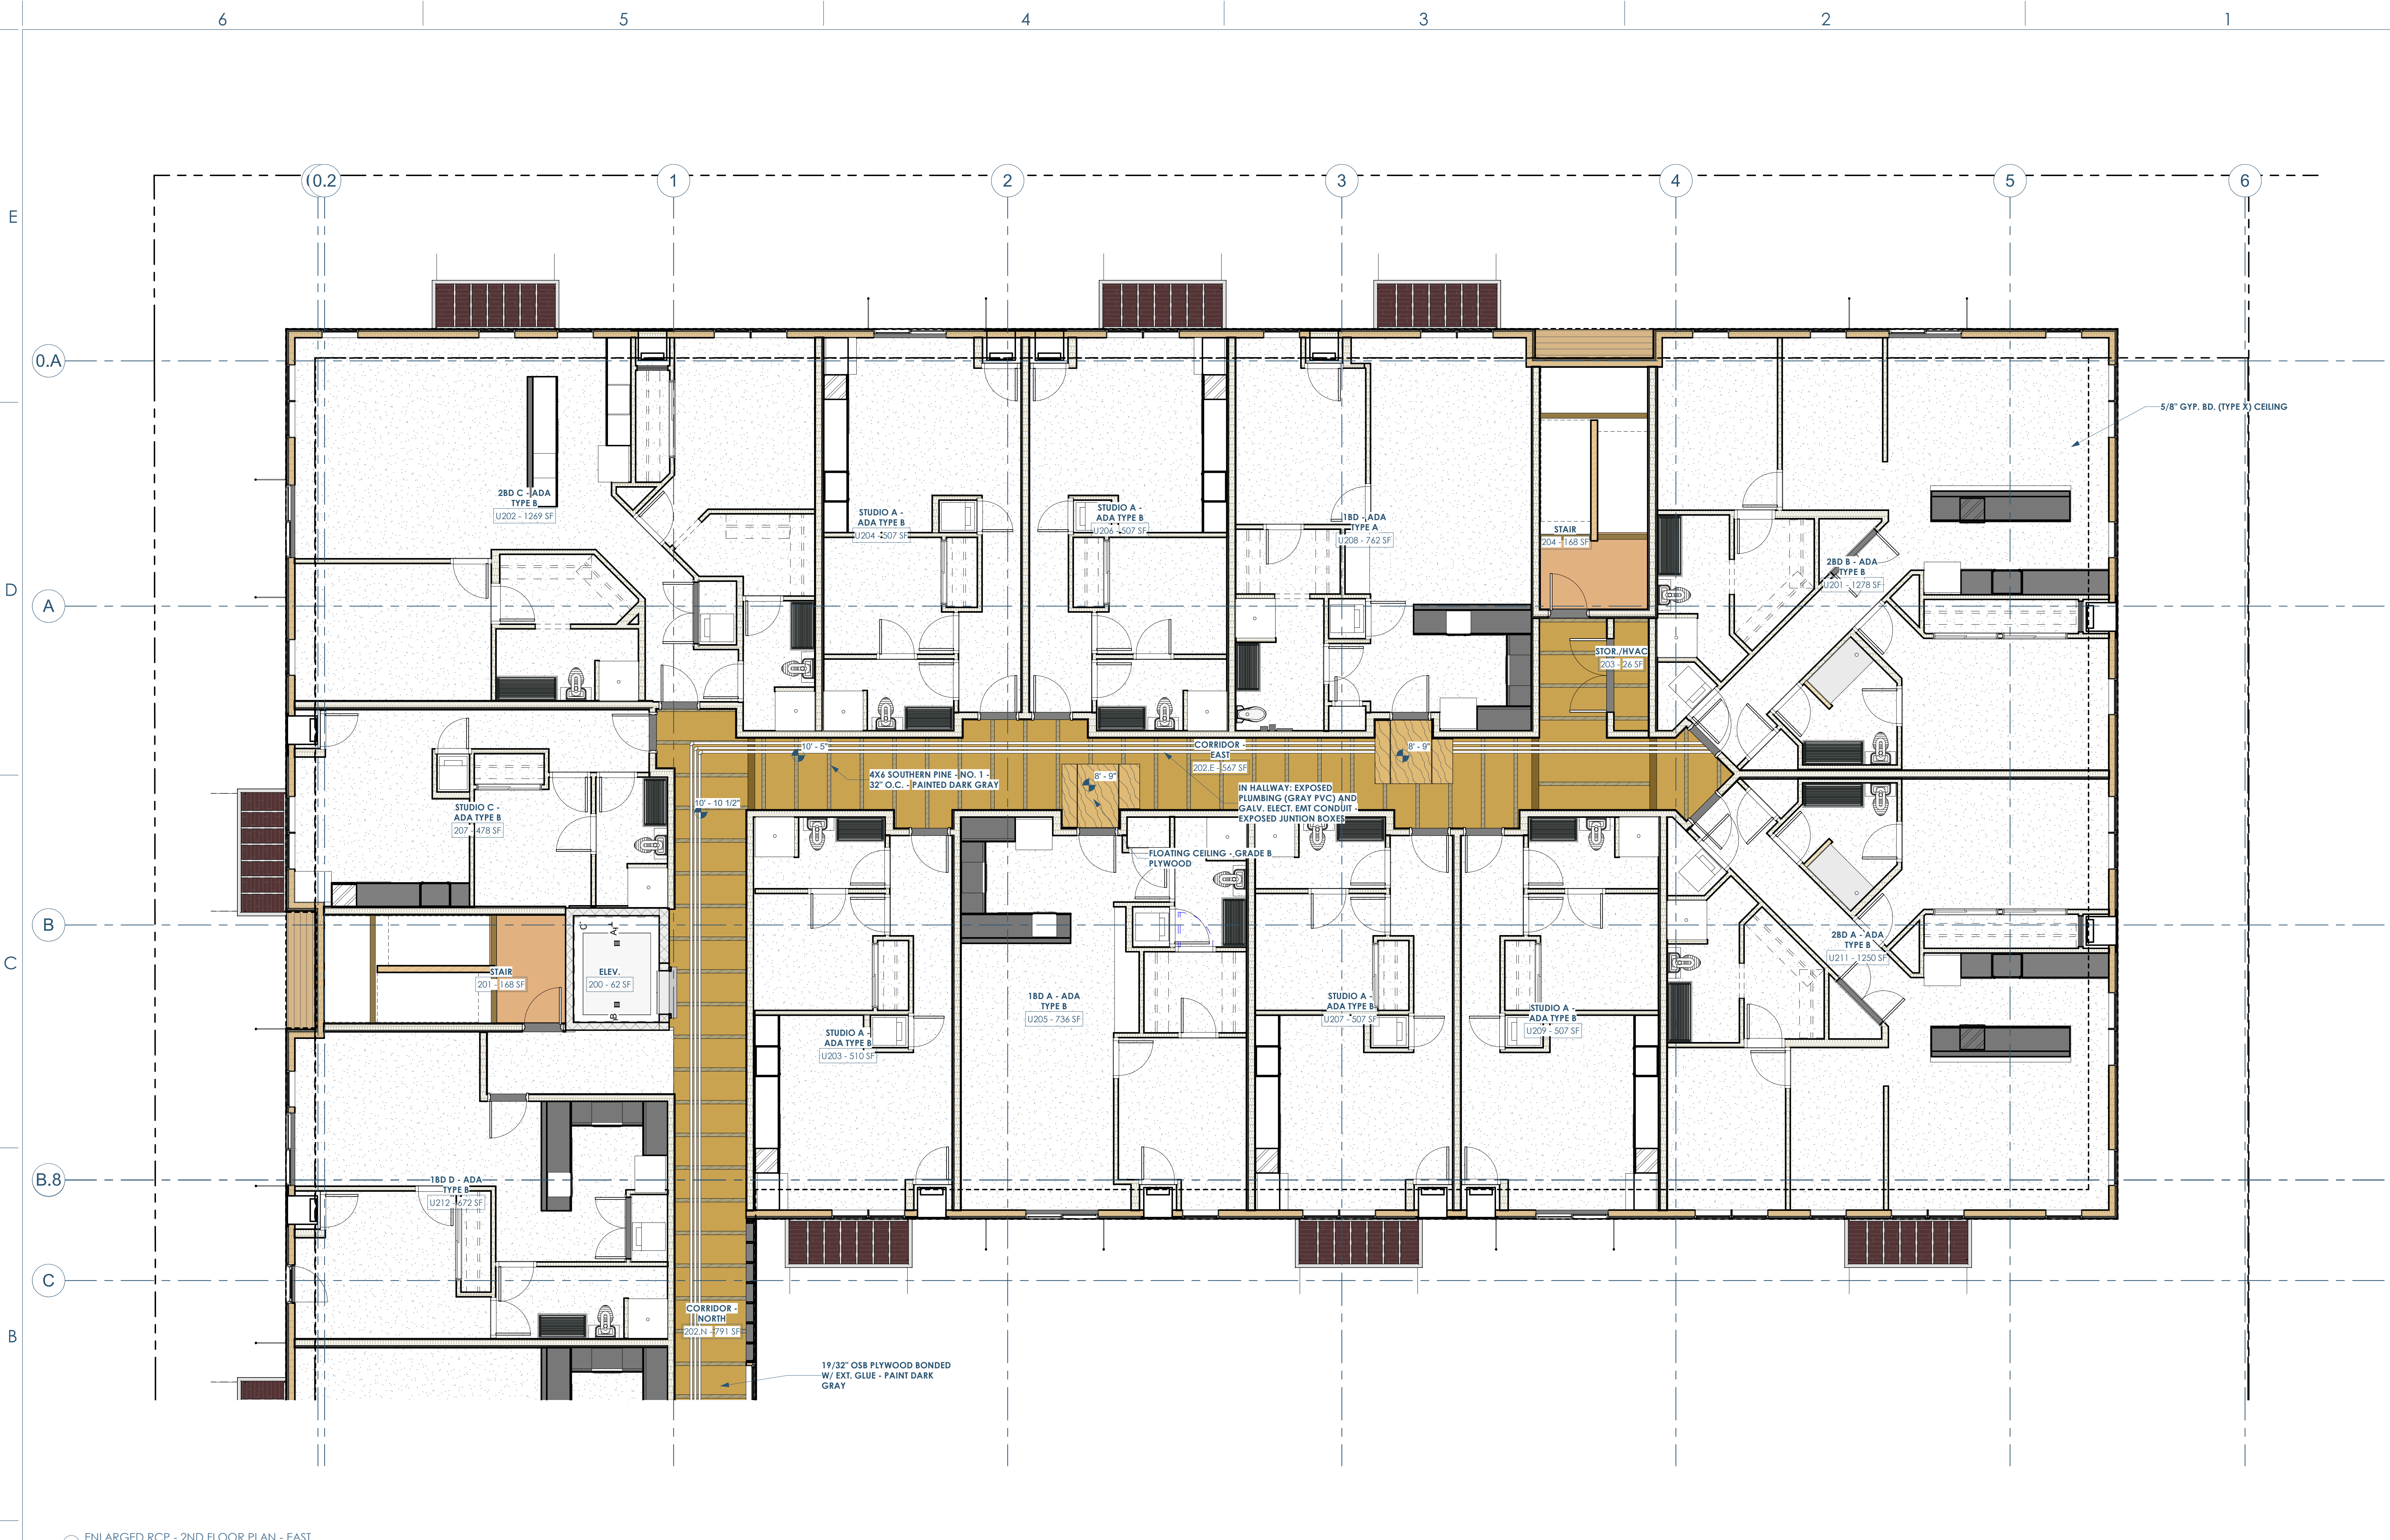 6 5 4 3 2 1
E
0.2 1 2 3 4 5 6
0.A
5/8" GYP. BD. (TYPE X) CEILING
2BD C - ADA
TYPE B
U202 - 1269 SF
STUDIO A -
ADA TYPE B
U204 - 507 SF
STUDIO A -
ADA TYPE B
U206 - 507 SF
1BD - ADA
TYPE A
U208 - 762 SF
STAIR
204 - 168 SF
2BD B - ADA
TYPE B
U201 - 1278 SF
D
A
STOR./HVAC
203 - 26 SF
10' - 5"
CORRIDOR -
EAST
202.E - 567 SF
8' - 9"
4X6 SOUTHERN PINE - NO. 1 -
32" O.C. - PAINTED DARK GRAY
8' - 9"
IN HALLWAY: EXPOSED
PLUMBING (GRAY PVC) AND
GALV. ELECT. EMT CONDUIT -
EXPOSED JUNTION BOXES
10' - 10 1/2"
STUDIO C -
ADA TYPE B
207 - 478 SF
FLOATING CEILING - GRADE B
PLYWOOD
B
C
STAIR
201 - 168 SF
ELEV.
200 - 62 SF
2BD A - ADA
TYPE B
U211 - 1250 SF
1BD A - ADA
TYPE B
U205 - 736 SF
STUDIO A -
ADA TYPE B
U207 - 507 SF
STUDIO A -
ADA TYPE B
U209 - 507 SF
STUDIO A -
ADA TYPE B
U203 - 510 SF
B.8
1BD D - ADA
TYPE B
U212 - 672 SF
C
CORRIDOR -
NORTH
202.N - 791 SF
B
19/32" OSB PLYWOOD BONDED
W/ EXT. GLUE - PAINT DARK
GRAY
ENLARGED RCP - 2ND FLOOR PLAN - EAST